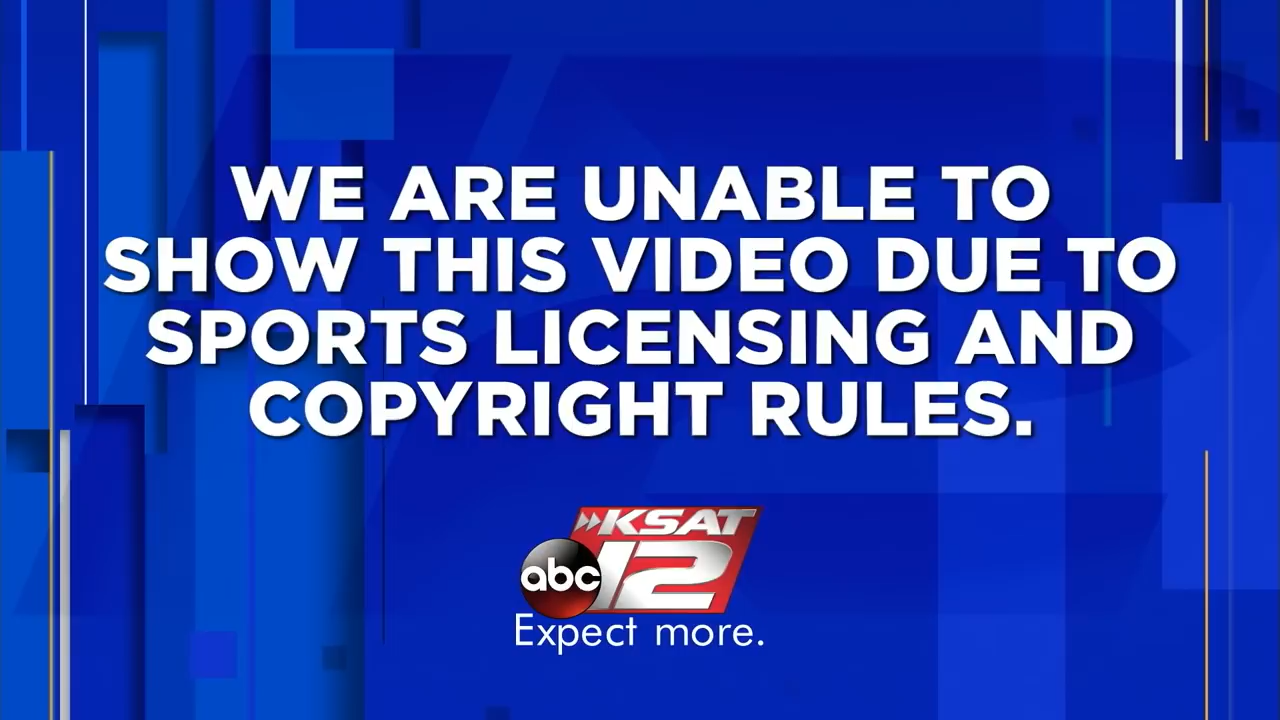 WE ARE UNABLE TO
SHOW THIS VIDEO DUE TO
SPORTS LICENSING AND
COPYRIGHT RULES.
KSAT
abc 12
Expect more.